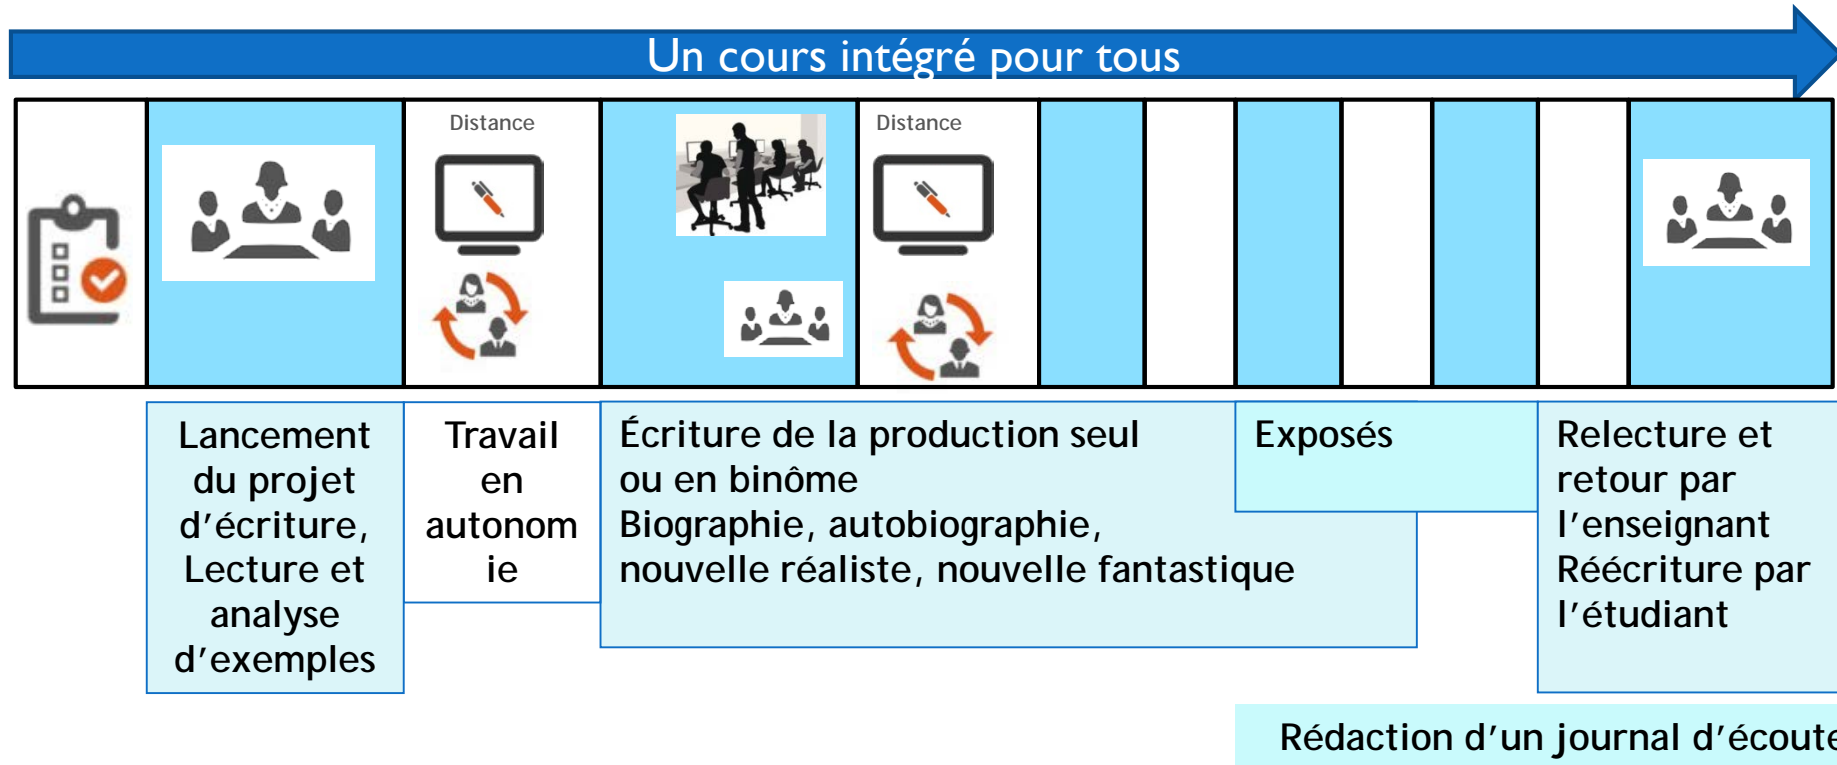 Un cours intégré pour tous
Distance
Distance
Lancement
du projet
d’écriture,
Lecture et
analyse
d’exemples
Travail
en
autonom
ie
Écriture de la production seul
ou en binôme
Biographie, autobiographie,
nouvelle réaliste, nouvelle fantastique
Exposés
Relecture et
retour par
l’enseignant
Réécriture par
l’étudiant
Rédaction d’un journal d’écoute